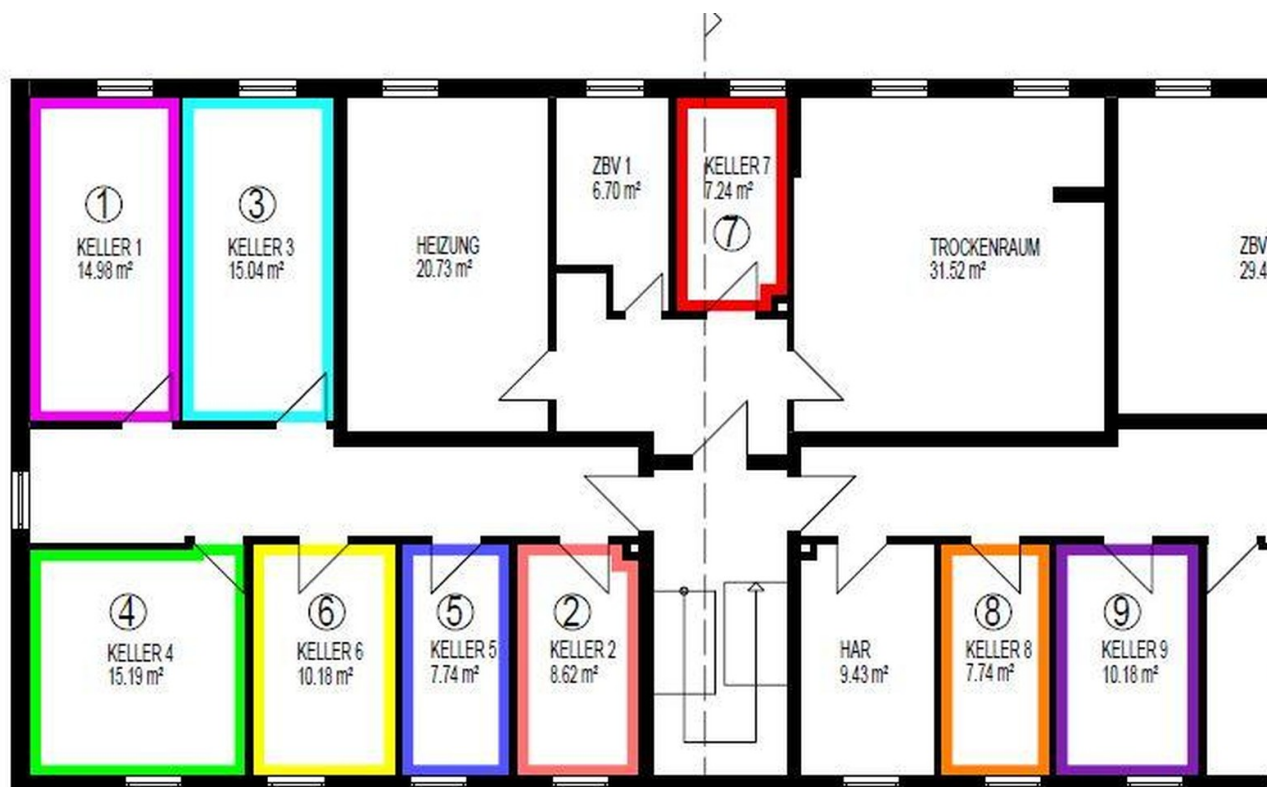 ZBV 1
6.70 m²
KELLER 7
7.24 m²
7
1
KELLER 1
14.98 m²
3
KELLER 3
15.04 m²
HEIZUNG
20.73 m²
TROCKENRAUM
31.52 m²
ZBV
29.4
4
KELLER 4
15.19 m²
6
KELLER 6
10.18 m²
5
KELLER 5
7.74 m²
2
KELLER 2
8.62 m²
HAR
9.43 m²
8
KELLER 8
7.74 m²
9
KELLER 9
10.18 m²